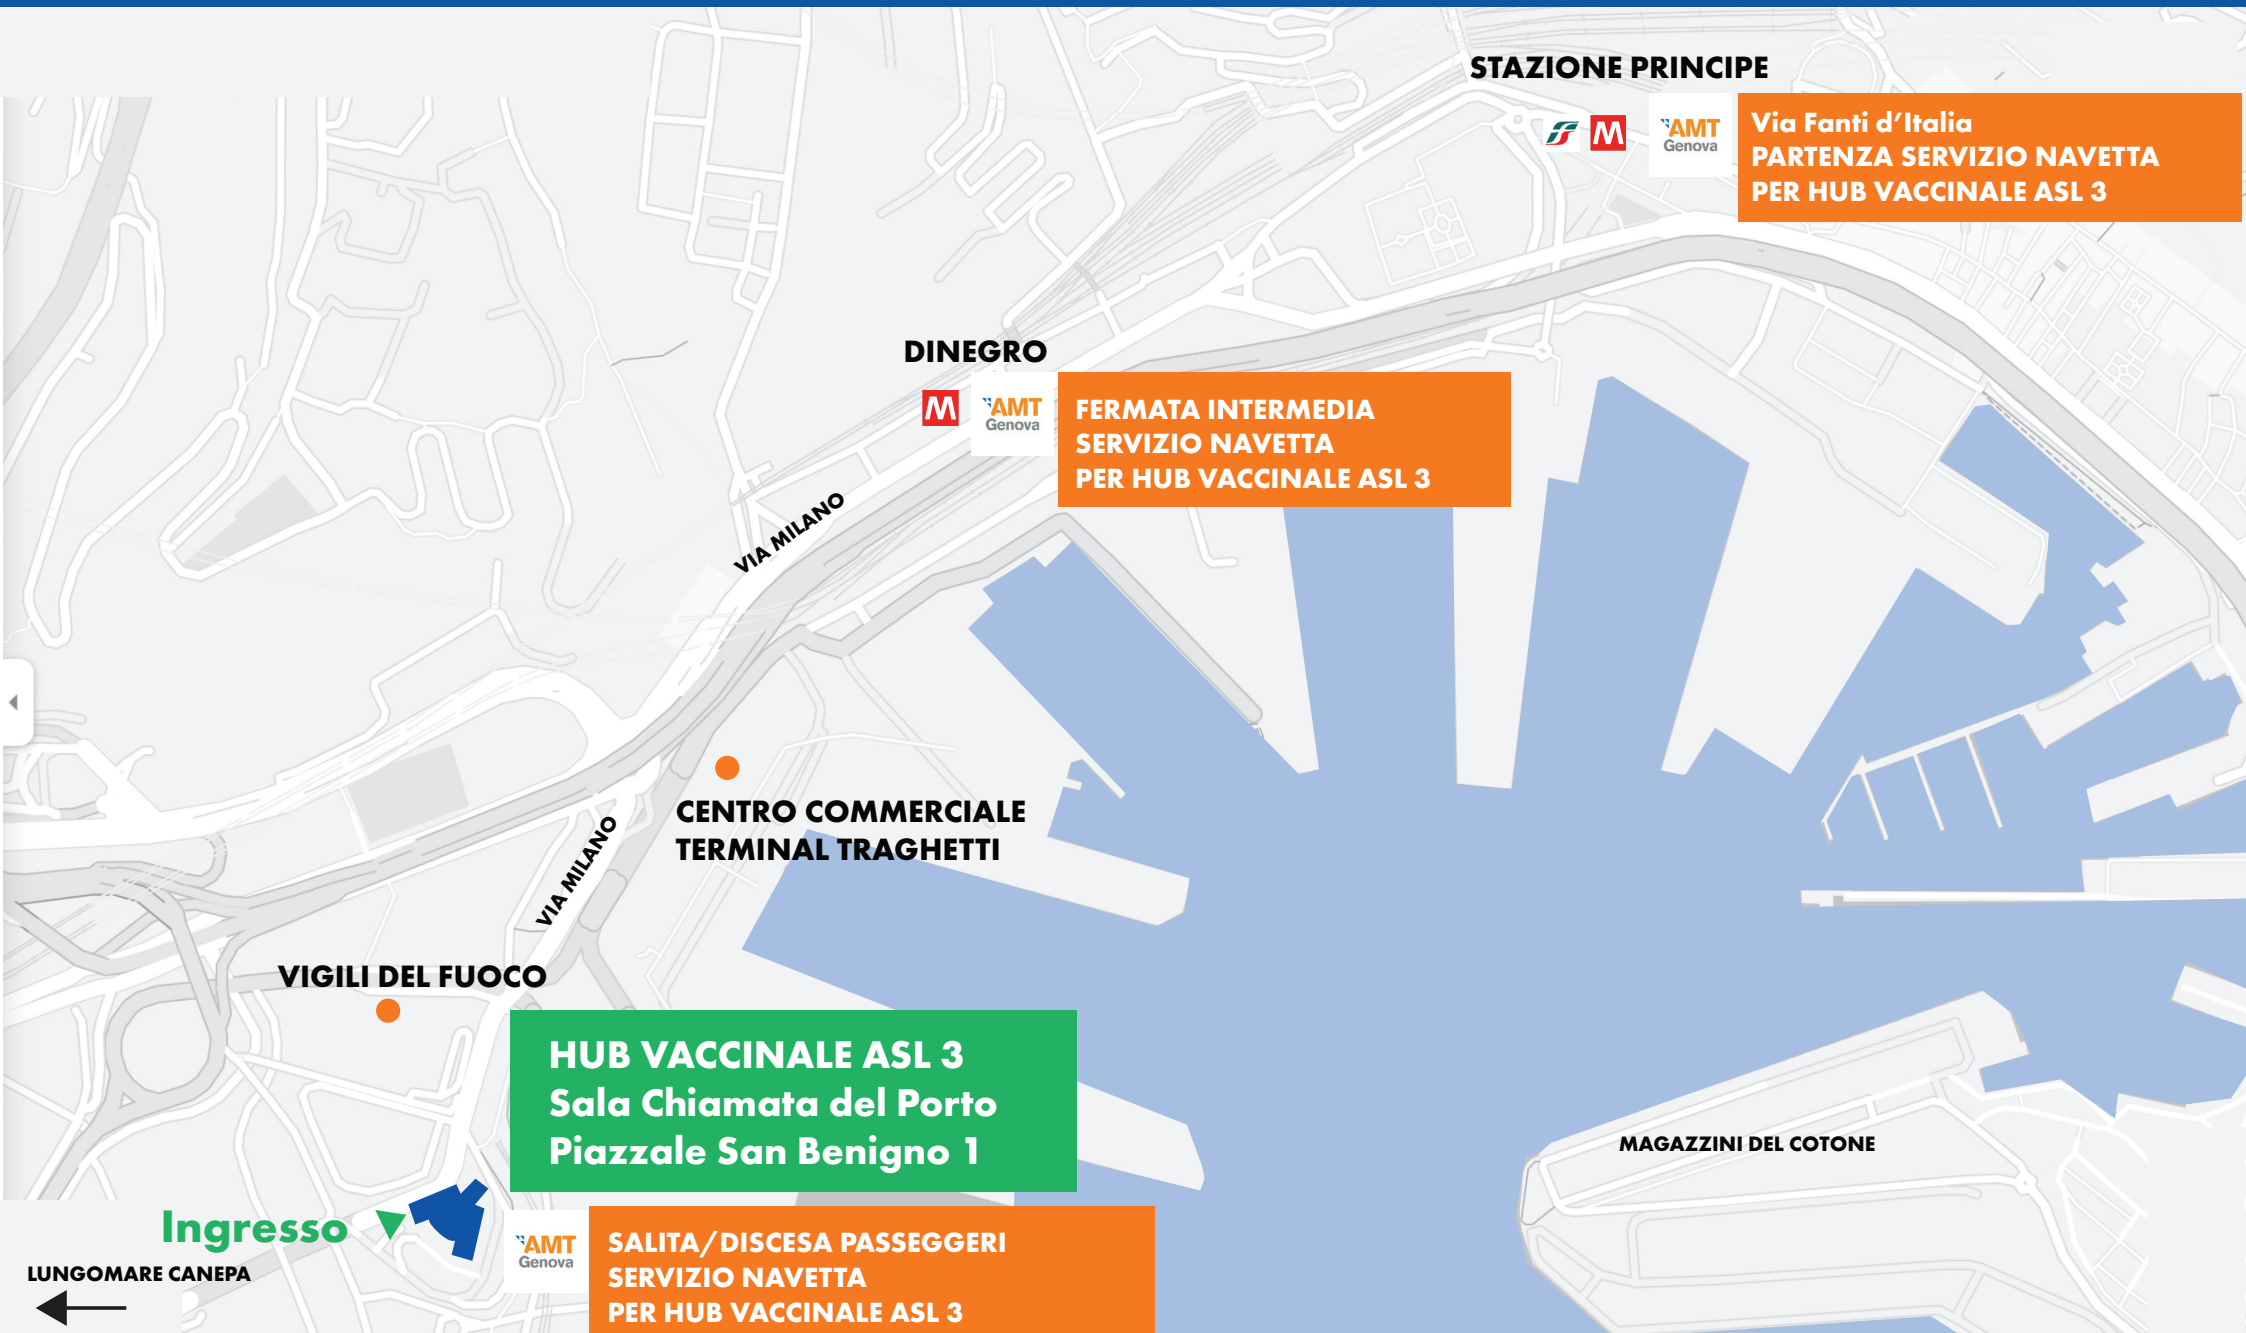 STAZIONE PRINCIPE
M
AMT
Genova
Via Fanti d'Italia
PARTENZA SERVIZIO NAVETTA
PER HUB VACCINALE ASL 3
DINEGRO
M
AMT
Genova
FERMATA INTERMEDIA
SERVIZIO NAVETTA
PER HUB VACCINALE ASL 3
VIA MILANO
CENTRO COMMERCIALE
TERMINAL TRAGHETTI
VIA MILANO
VIGILI DEL FUOCO
HUB VACCINALE ASL 3
Sala Chiamata del Porto
Piazzale San Benigno 1
MAGAZZINI DEL COTONE
Ingresso
LUNGOMARE CANEPA
AMT
Genova
SALITA/DISCESA PASSEGGERI
SERVIZIO NAVETTA
PER HUB VACCINALE ASL 3